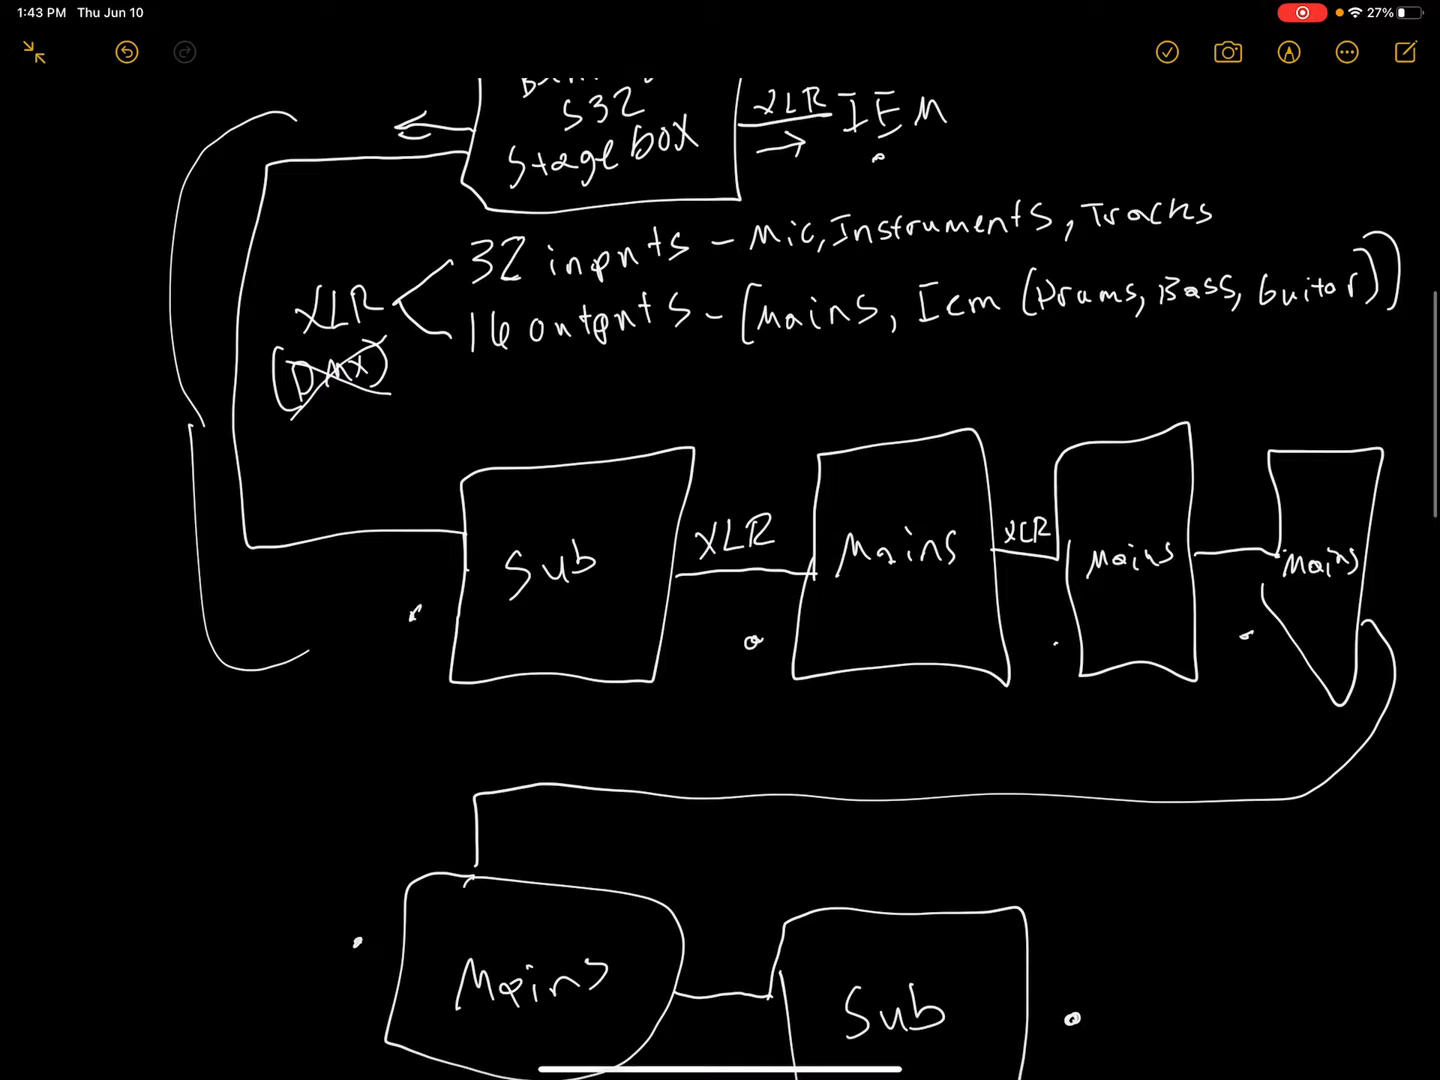 1:43 PM Thu Jun 10
27%
S32
Stage box
XLR
IEM
32 inputs - Mic, Instruments, Tracks
XLR
16 outputs - [Mains, Iem (Drums, Bass, Guitar)]
(DMX)
Sub
XLR
Mains
XLR
Mains
Mains
Mains
Sub